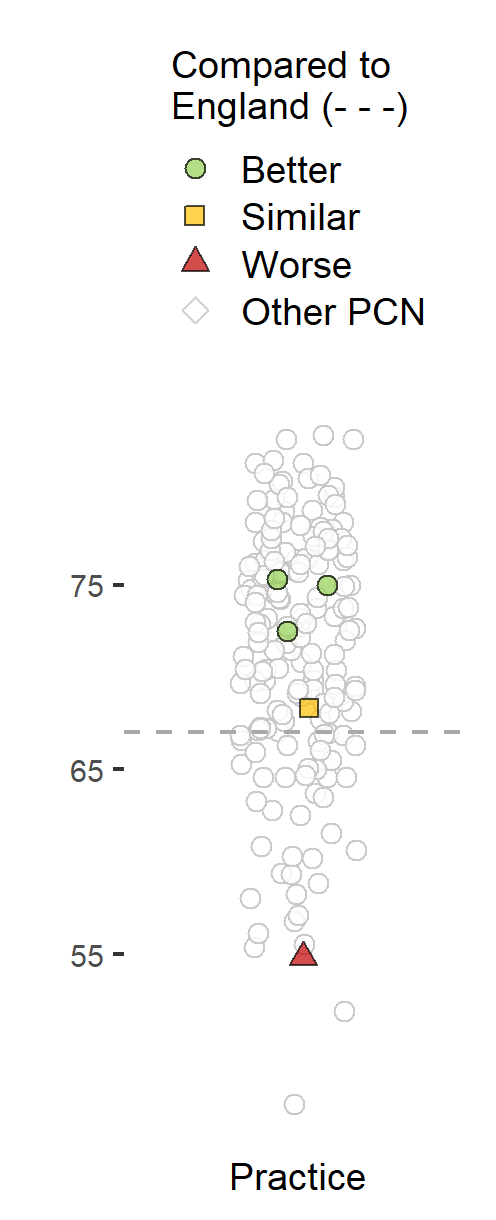 Compared to
England (- - -)
Better
Similar
Worse
Other PCN
75
65
55
Practice